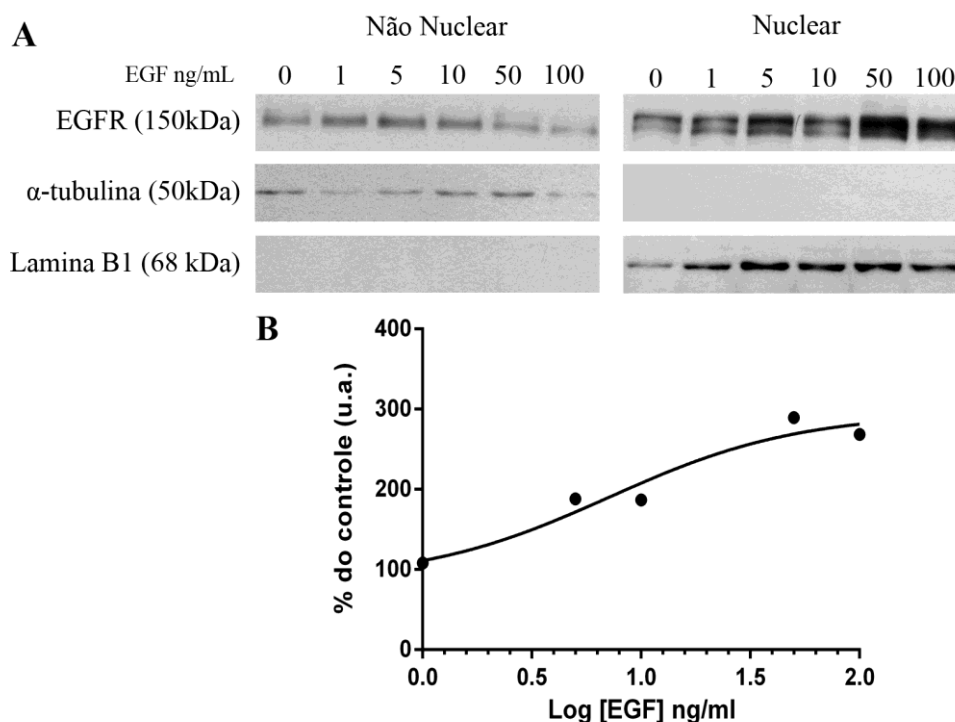 A
Não Nuclear
Nuclear
EGF ng/mL
0 1 5 10 50 100
0 1 5 10 50 100
EGFR (150kDa)
α-tubulina (50kDa)
Lamina B1 (68 kDa)
B
% do controle (u.a.)
400
300
200
100
0
0.0 0.5 1.0 1.5 2.0
Log [EGF] ng/ml